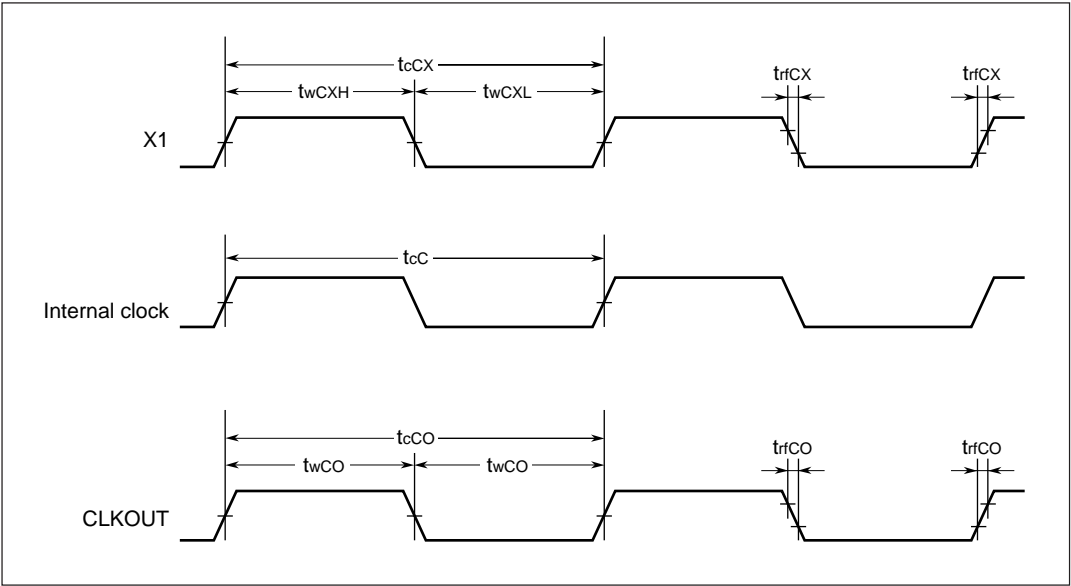 tcCX
twCXH
twCXL
trfCX
trfCX
X1
tcC
Internal clock
tcCO
twCO
twCO
trfCO
trfCO
CLKOUT